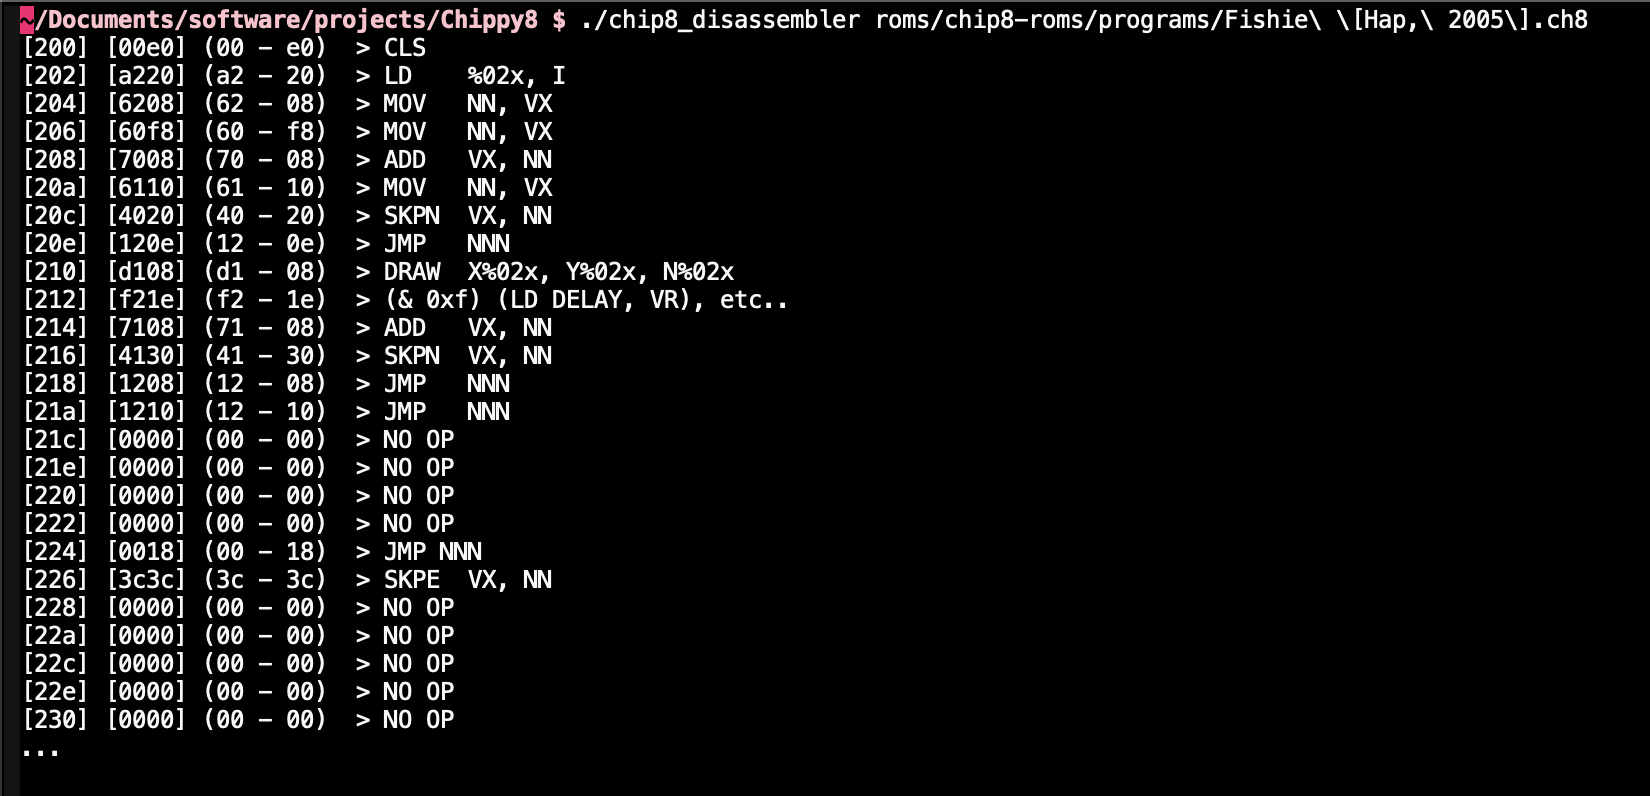 ~/Documents/software/projects/Chippy8 $ ./chip8_disassembler roms/chip8-roms/programs/Fishie\ \[Hap,\ 2005\].ch8
[200] [00e0] (00 - e0)  > CLS
[202] [a220] (a2 - 20)  > LD   %02x, I
[204] [6208] (62 - 08)  > MOV   NN, VX
[206] [60f8] (60 - f8)  > MOV   NN, VX
[208] [7008] (70 - 08)  > ADD   VX, NN
[20a] [6110] (61 - 10)  > MOV   NN, VX
[20c] [4020] (40 - 20)  > SKPN  VX, NN
[20e] [120e] (12 - 0e)  > JMP   NNN
[210] [d108] (d1 - 08)  > DRAW  X%02x, Y%02x, N%02x
[212] [f21e] (f2 - 1e)  > (& 0xf) (LD DELAY, VR), etc..
[214] [7108] (71 - 08)  > ADD   VX, NN
[216] [4130] (41 - 30)  > SKPN  VX, NN
[218] [1208] (12 - 08)  > JMP   NNN
[21a] [1210] (12 - 10)  > JMP   NNN
[21c] [0000] (00 - 00)  > NO OP
[21e] [0000] (00 - 00)  > NO OP
[220] [0000] (00 - 00)  > NO OP
[222] [0000] (00 - 00)  > NO OP
[224] [0018] (00 - 18)  > JMP NNN
[226] [3c3c] (3c - 3c)  > SKPE  VX, NN
[228] [0000] (00 - 00)  > NO OP
[22a] [0000] (00 - 00)  > NO OP
[22c] [0000] (00 - 00)  > NO OP
[22e] [0000] (00 - 00)  > NO OP
[230] [0000] (00 - 00)  > NO OP
...